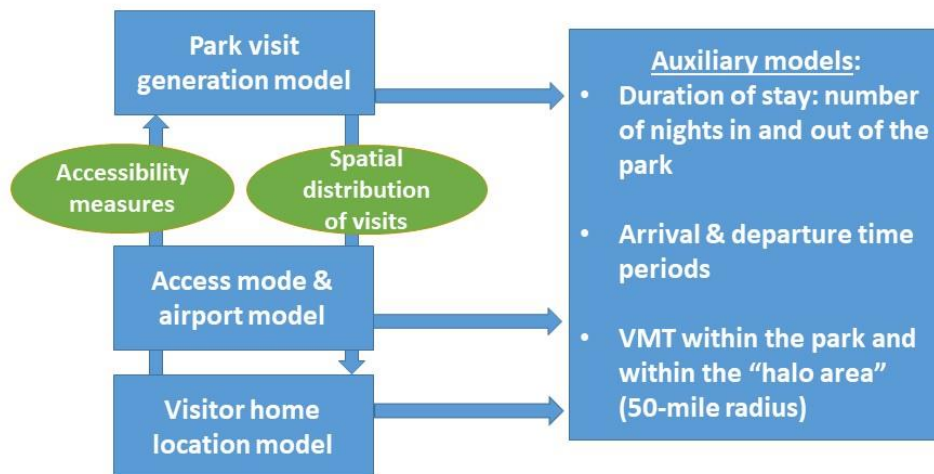 Park visit
generation model
Accessibility
measures
Spatial
distribution
of visits
Access mode &
airport model
Visitor home
location model
Auxiliary models:
• Duration of stay: number
of nights in and out of the
park
• Arrival & departure time
periods
• VMT within the park and
within the “halo area”
(50-mile radius)